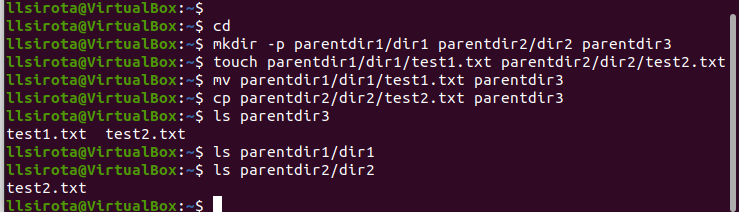 llsirota@VirtualBox:~$
llsirota@VirtualBox:~$ cd
llsirota@VirtualBox:~$ mkdir -p parentdir1/dir1 parentdir2/dir2 parentdir3
llsirota@VirtualBox:~$ touch parentdir1/dir1/test1.txt parentdir2/dir2/test2.txt
llsirota@VirtualBox:~$ mv parentdir1/dir1/test1.txt parentdir3
llsirota@VirtualBox:~$ cp parentdir2/dir2/test2.txt parentdir3
llsirota@VirtualBox:~$ ls parentdir3
test1.txt  test2.txt
llsirota@VirtualBox:~$ ls parentdir1/dir1
llsirota@VirtualBox:~$ ls parentdir2/dir2
test2.txt
llsirota@VirtualBox:~$